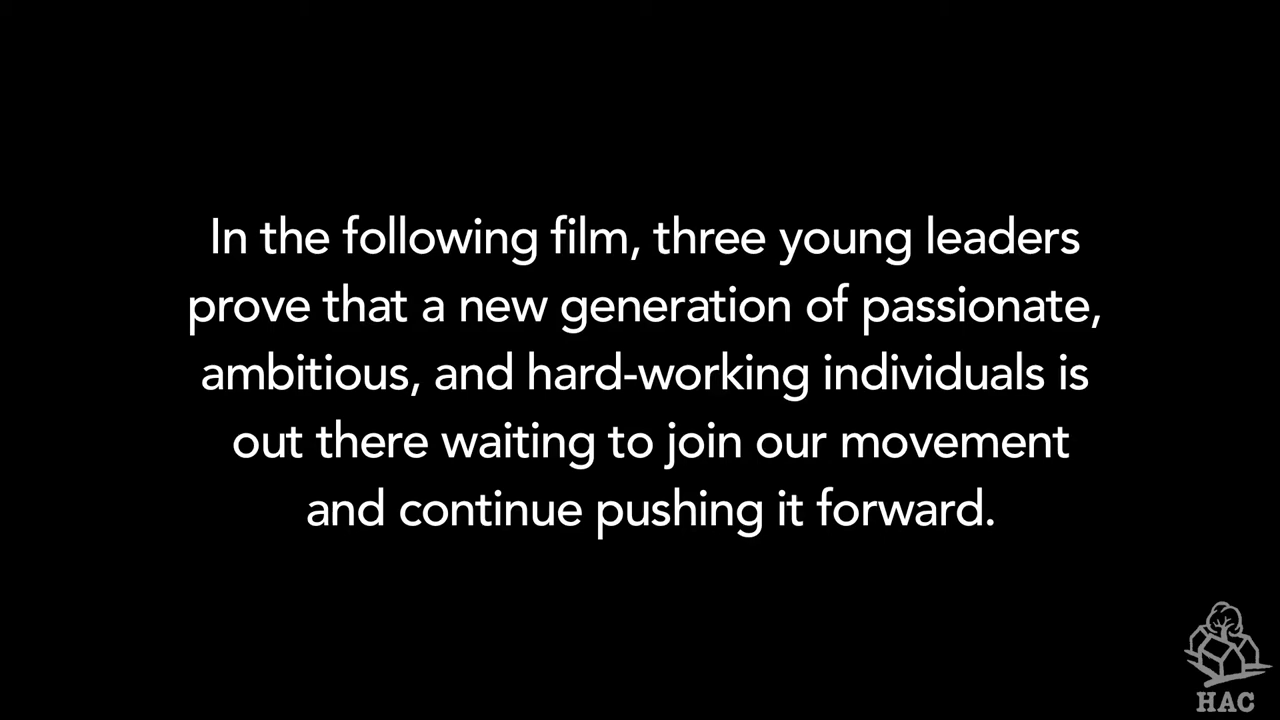 In the following film, three young leaders
prove that a new generation of passionate,
ambitious, and hard-working individuals is
out there waiting to join our movement
and continue pushing it forward.
HAC